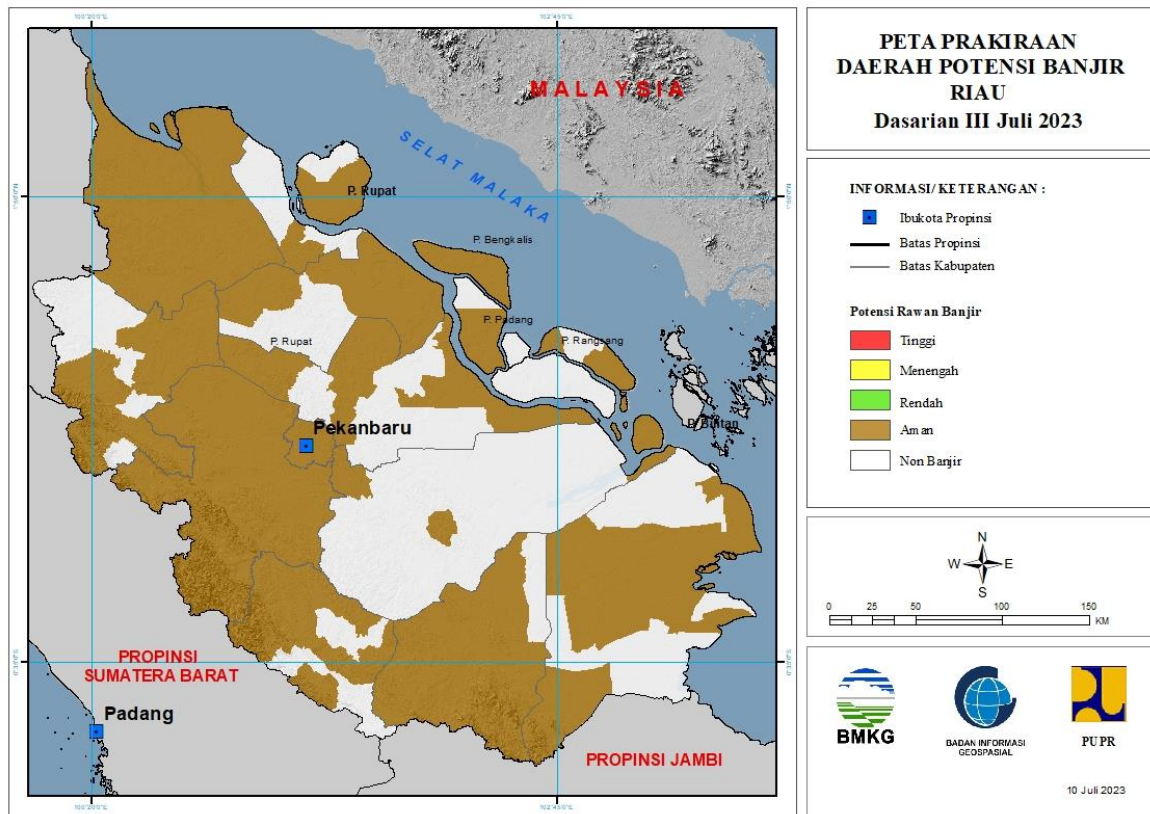 PETA PRAKIRAAN
DAERAH POTENSI BANJIR
RIAU
Dasarian III Juli 2023
INFORMASI/ KETERANGAN :
Ibukota Propinsi
Batas Propinsi
Batas Kabupaten
Potensi Rawan Banjir
Tinggi
Menengah
Rendah
Aman
Non Banjir
N
W E
S
0 25 50 100 150
KM
BMKG
BADAN INFORMASI
GEOSPASIAL
PUPR
10 Juli 2023
MALAYSIA
SELAT MALAKA
P. Rupat
P. Bengkalis
P. Padang
P. Rangsang
P. Rupat
Pekanbaru
P. Bintan
PROPINSI
SUMATERA BARAT
Padang
PROPINSI JAMBI